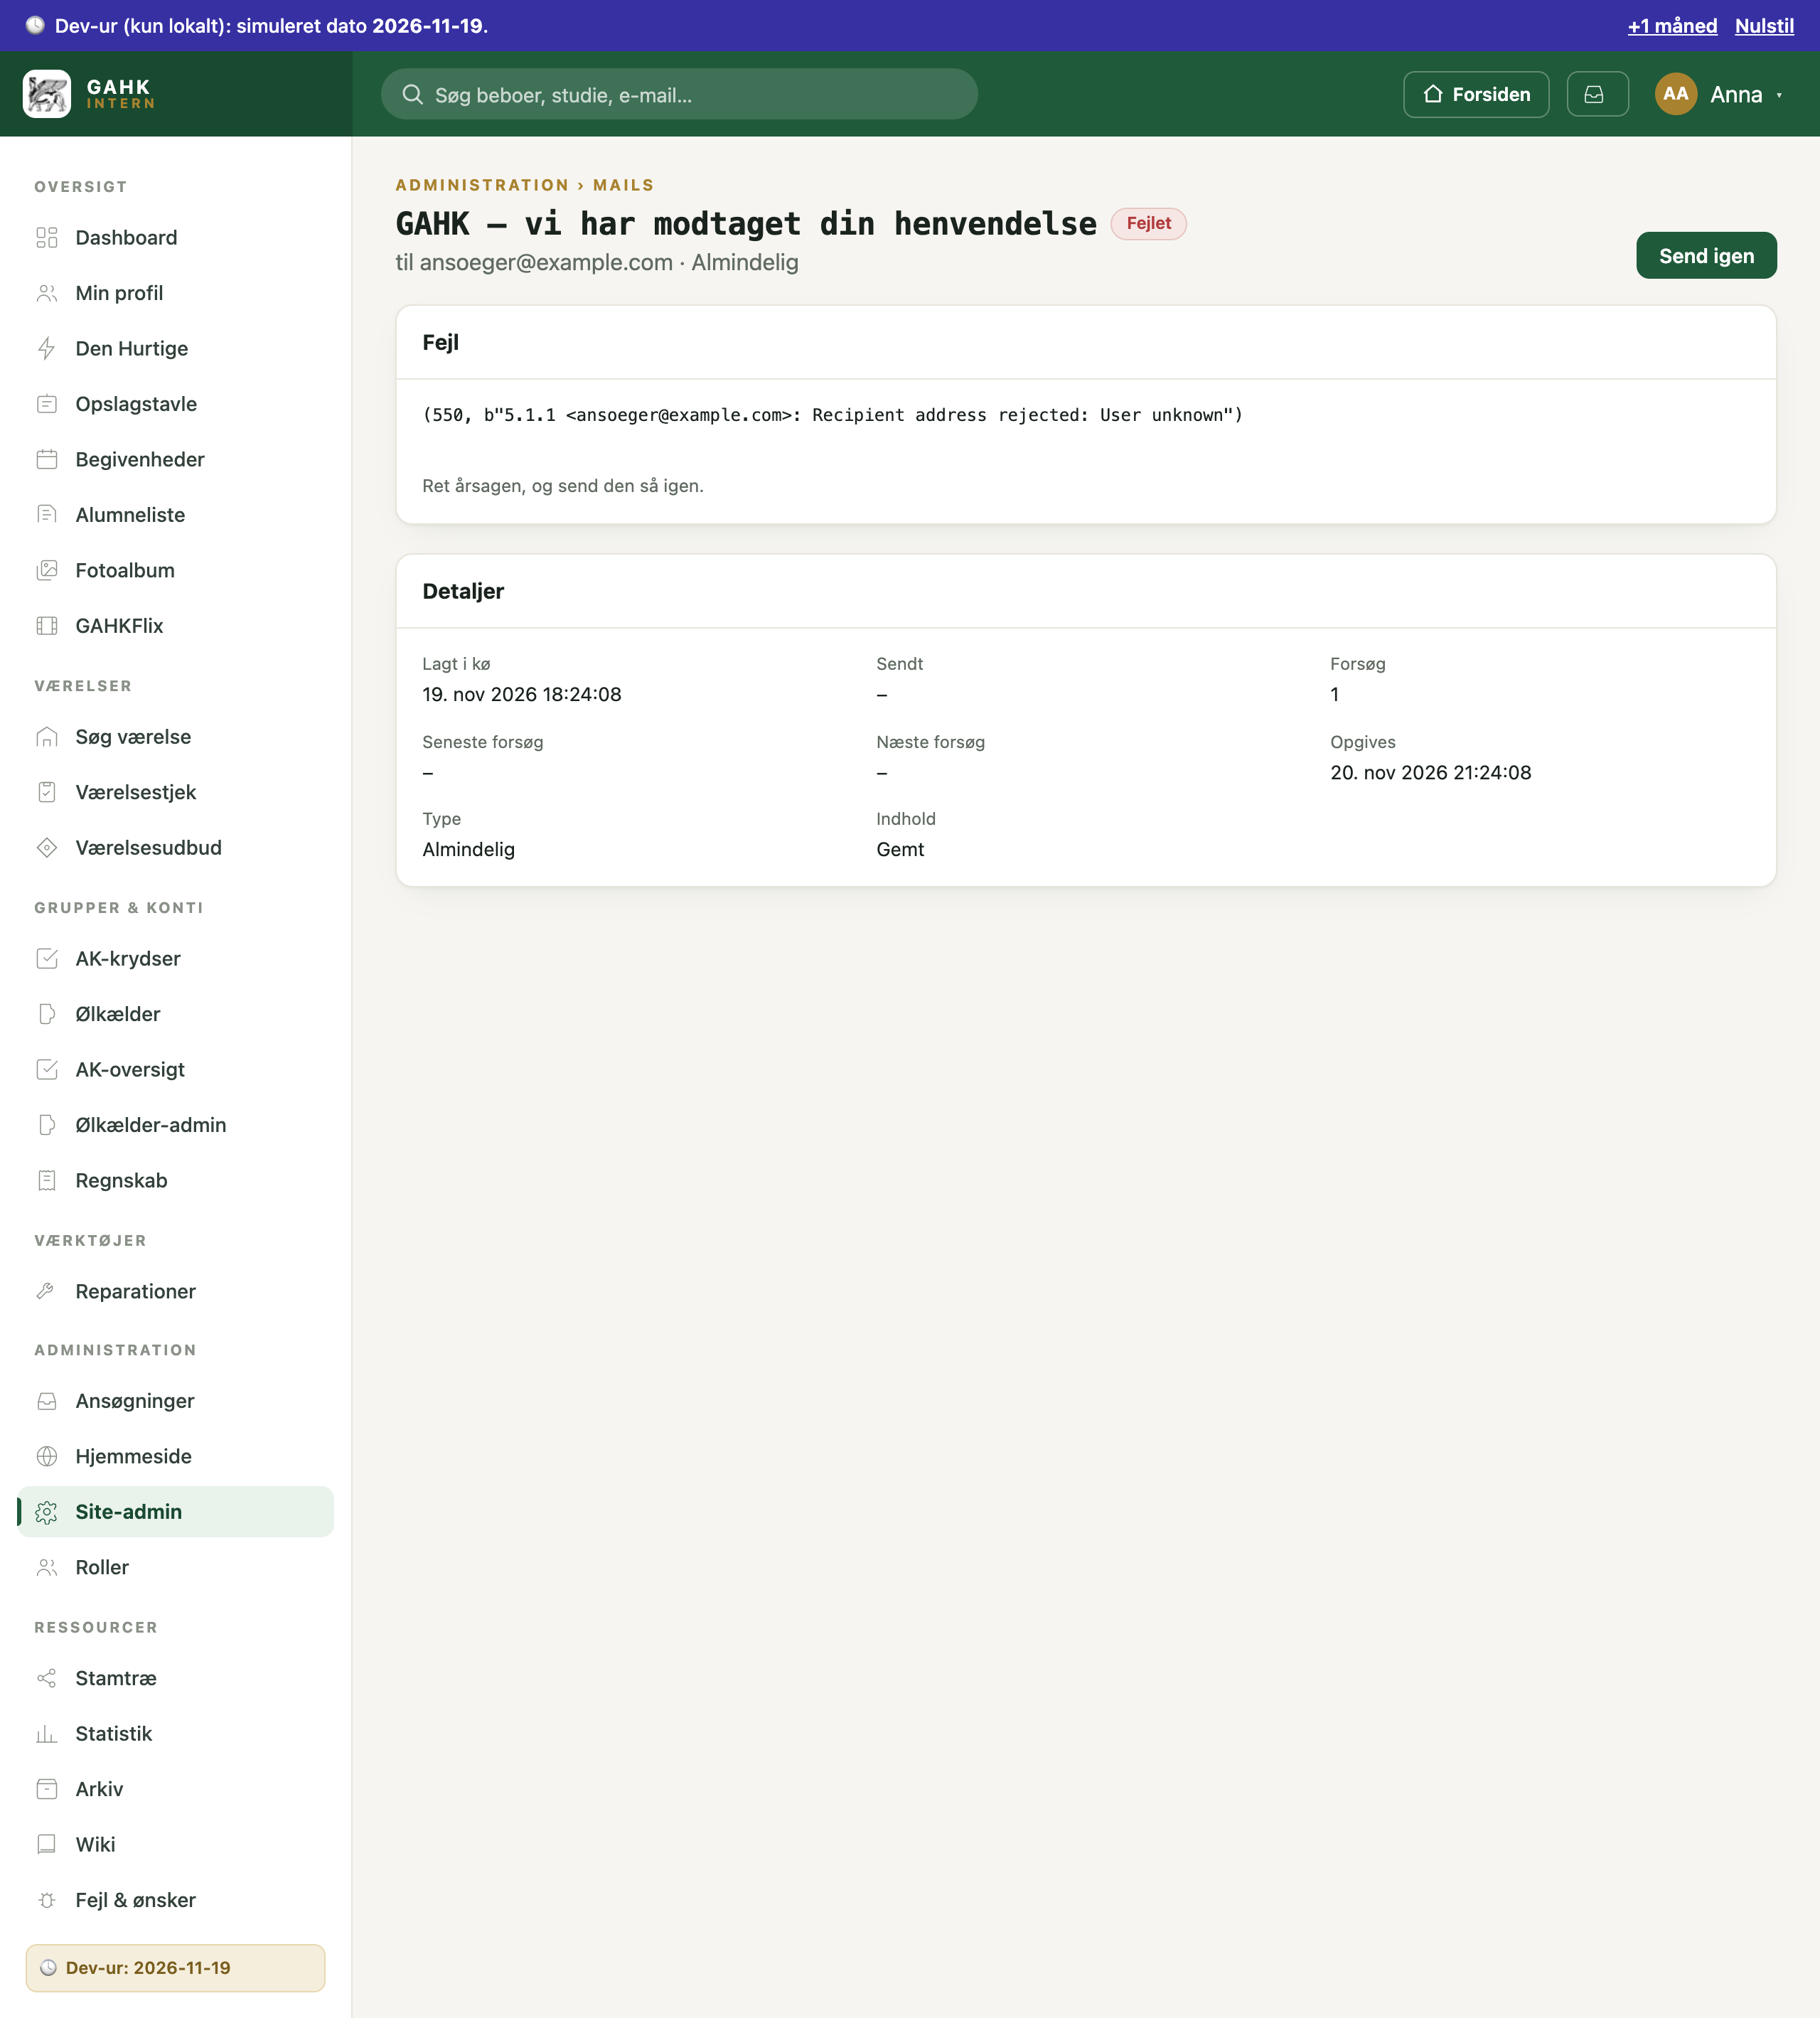 Dev-ur (kun lokalt): simuleret dato 2026-11-19.
+1 måned Nulstil
GAHK
INTERN
Søg beboer, studie, e-mail...
Forsiden
AA Anna
OVERSIGT
Dashboard
Min profil
Den Hurtige
Opslagstavle
Begivenheder
Alumneliste
Fotoalbum
GAHKFlix
VÆRELSER
Søg værelse
Værelsestjek
Værelsesudbud
GRUPPER & KONTI
AK-krydser
Ølkælder
AK-oversigt
Ølkælder-admin
Regnskab
VÆRKTØJER
Reparationer
ADMINISTRATION
Ansøgninger
Hjemmeside
Site-admin
Roller
RESSOURCER
Stamtræ
Statistik
Arkiv
Wiki
Fejl & ønsker
Dev-ur: 2026-11-19
ADMINISTRATION › MAILS
GAHK – vi har modtaget din henvendelse Fejlet
til ansoeger@example.com · Almindelig
Send igen
Fejl
(550, b"5.1.1 <ansoeger@example.com>: Recipient address rejected: User unknown")
Ret årsagen, og send den så igen.
Detaljer
Lagt i kø
19. nov 2026 18:24:08
Sendt
–
Forsøg
1
Seneste forsøg
–
Næste forsøg
–
Opgives
20. nov 2026 21:24:08
Type
Almindelig
Indhold
Gemt